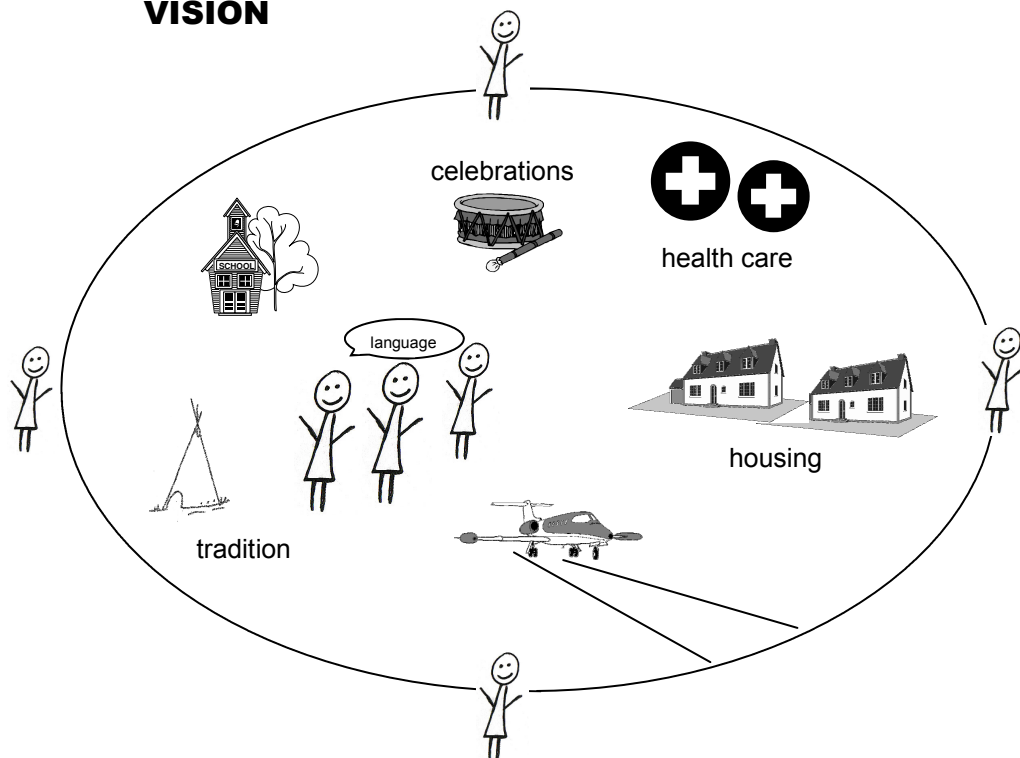 VISION
celebrations
health care
SCHOOL
language
housing
tradition